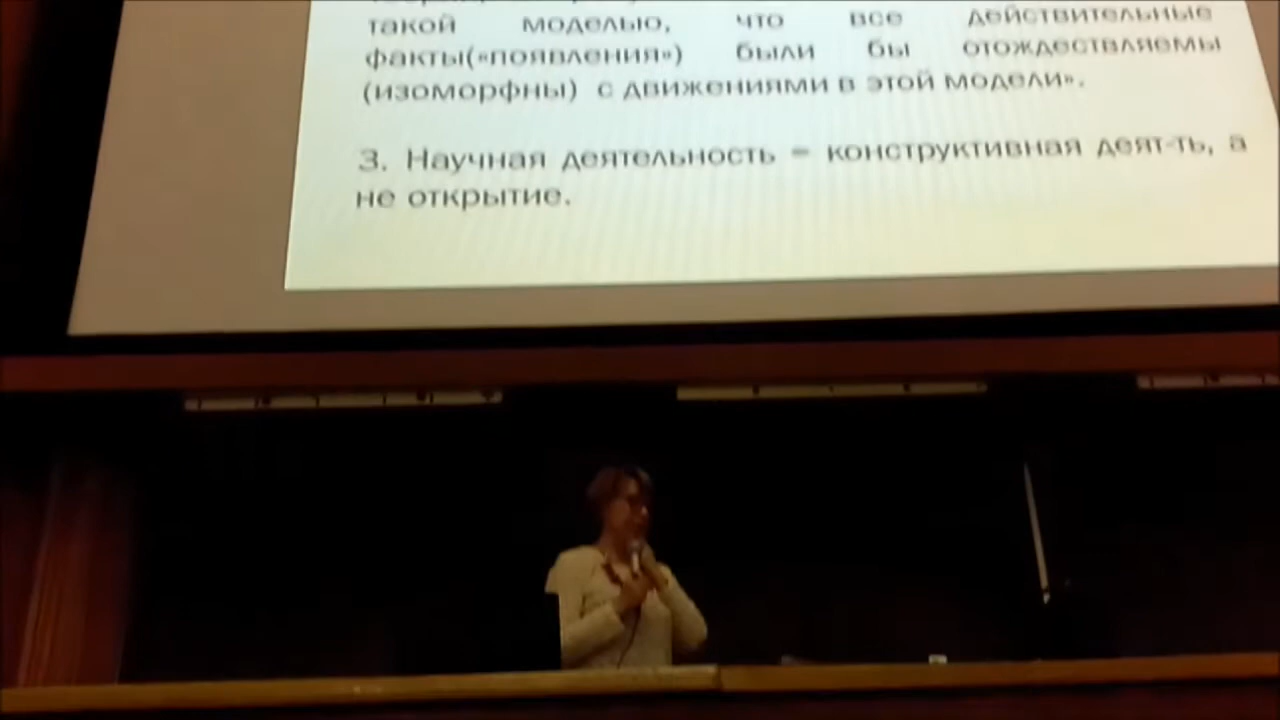 такой моделью, что все действительные
факты(«появления») были бы отождествляемы
(изоморфны) с движениями в этой модели».
3. Научная деятельность = конструктивная деят-ть, а
не открытие.